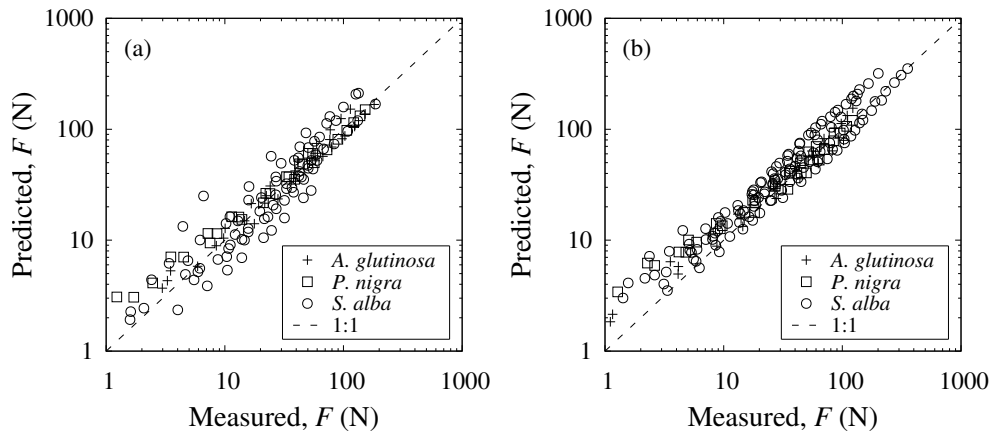 1000
100
10
1
Predicted, F (N)
(a)
A. glutinosa
P. nigra
S. alba
1:1
1 10 100 1000
Measured, F (N)
1000
100
10
1
Predicted, F (N)
(b)
A. glutinosa
P. nigra
S. alba
1:1
1 10 100 1000
Measured, F (N)